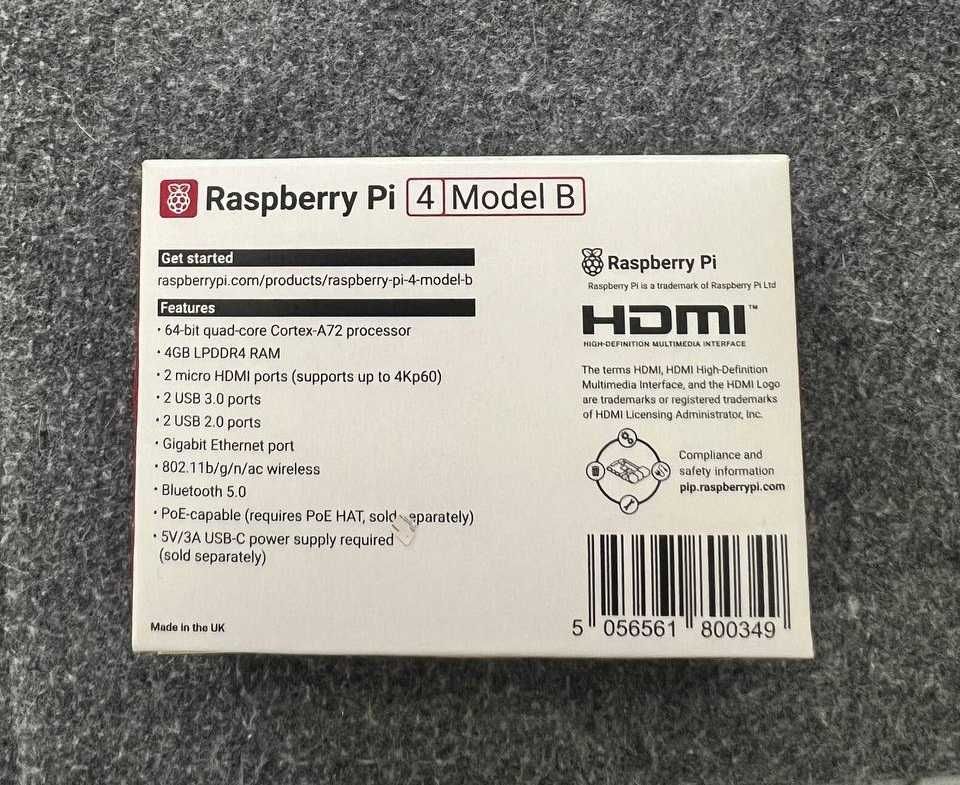 Raspberry Pi 4 Model B
Get started
raspberrypi.com/products/raspberry-pi-4-model-b
Features
• 64-bit quad-core Cortex-A72 processor
• 4GB LPDDR4 RAM
• 2 micro HDMI ports (supports up to 4Kp60)
• 2 USB 3.0 ports
• 2 USB 2.0 ports
• Gigabit Ethernet port
• 802.11b/g/n/ac wireless
• Bluetooth 5.0
• PoE-capable (requires PoE HAT, sold eparately)
• 5V/3A USB-C power supply required
(sold separately)
Made in the UK
Raspberry Pi
Raspberry Pi is a trademark of Raspberry Pi Ltd
HDMI™
HIGH-DEFINITION MULTIMEDIA INTERFACE
The terms HDMI, HDMI High-Definition
Multimedia Interface, and the HDMI Logo
are trademarks or registered trademarks
of HDMI Licensing Administrator, Inc.
Compliance and
safety information
pip.raspberrypi.com
5 056561 800349